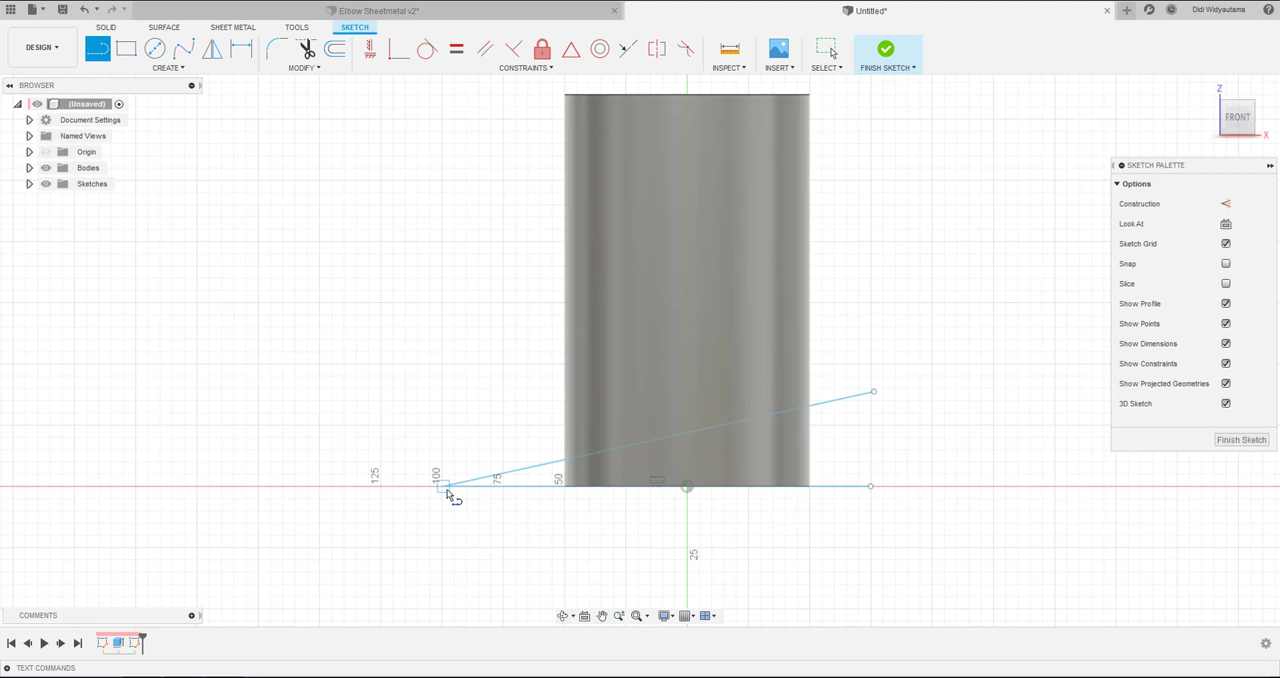 Elbow Sheetmetal v2*
Untitled*
Didi Widyautama
SOLID
SURFACE
SHEET METAL
TOOLS
SKETCH
DESIGN
CREATE
MODIFY
CONSTRAINTS
INSPECT
INSERT
SELECT
FINISH SKETCH
BROWSER
(Unsaved)
Document Settings
Named Views
Origin
Bodies
Sketches
Z
FRONT
X
SKETCH PALETTE
Options
Construction
Look At
Sketch Grid
Snap
Slice
Show Profile
Show Points
Show Dimensions
Show Constraints
Show Projected Geometries
3D Sketch
Finish Sketch
125
100
75
50
25
COMMENTS
TEXT COMMANDS